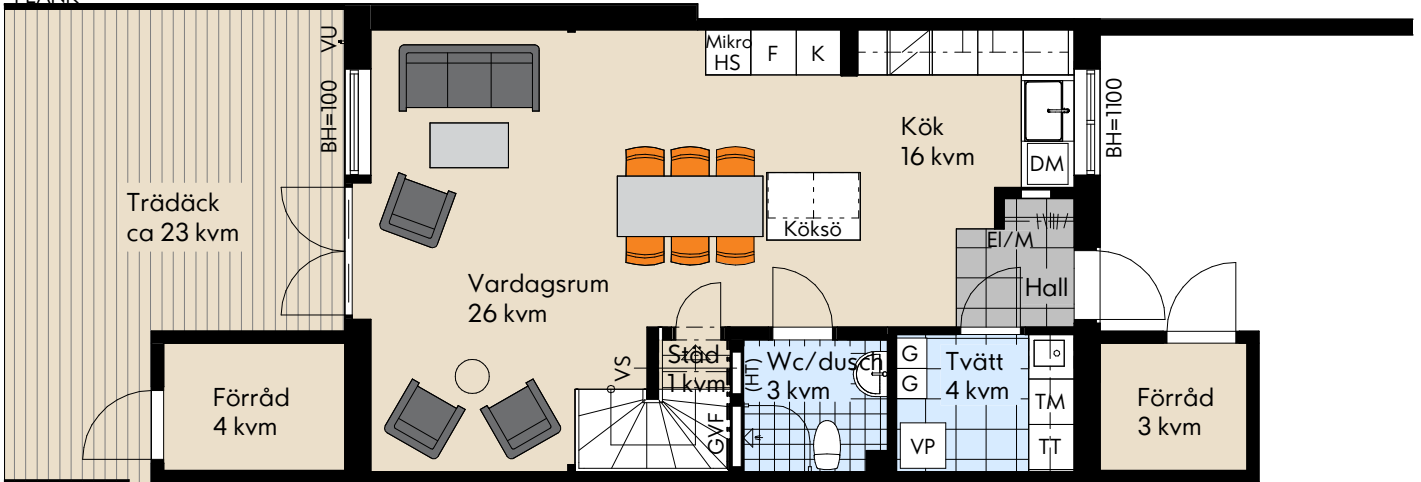 VU
BH=100
Mikro
HS
F
K
Kök
16 kvm
DM
BH=1100
Trädäck
ca 23 kvm
Köksö
El/M
Hall
Vardagsrum
26 kvm
VS
Städ
1 kvm
GVF
(HT)
Wc/dusch
3 kvm
G
G
Tvätt
4 kvm
TM
VP
TT
Förråd
4 kvm
Förråd
3 kvm